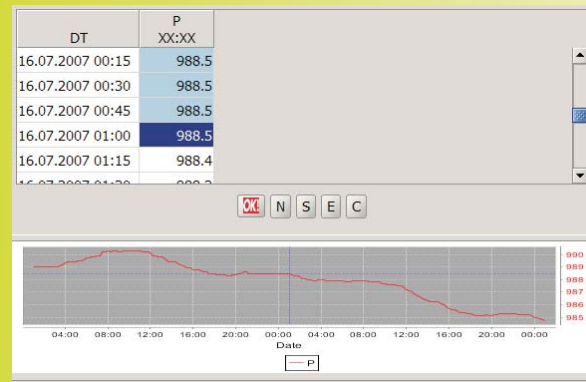 P
DT XX:XX
16.07.2007 00:15 988.5
16.07.2007 00:30 988.5
16.07.2007 00:45 988.5
16.07.2007 01:00 988.5
16.07.2007 01:15 988.4
OK! N S E C
990
989
988
987
986
985
04:00 08:00 12:00 16:00 20:00 00:00 04:00 08:00 12:00 16:00 20:00 00:00
Date
P